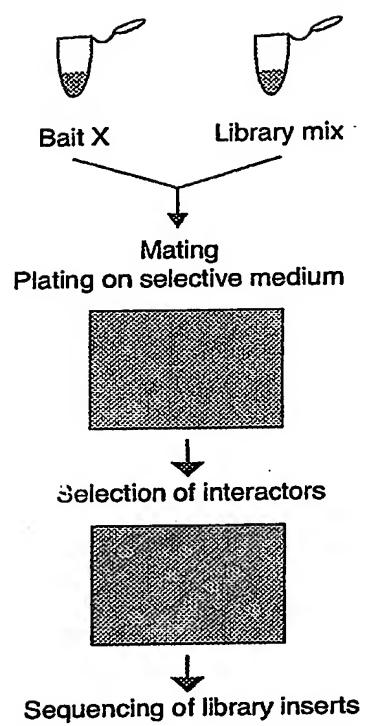 Bait X
Library mix
Mating
Plating on selective medium
Selection of interactors
Sequencing of library inserts